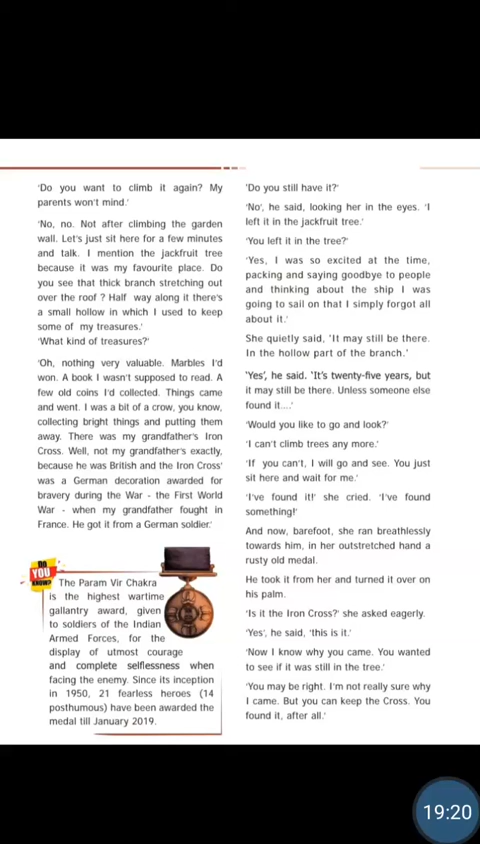 'Do you want to climb it again? My
parents won't mind.'
'No, no. Not after climbing the garden
wall. Let's just sit here for a few minutes
and talk. I mention the jackfruit tree
because it was my favourite place. Do
you see that thick branch stretching out
over the roof ? Half way along it there's
a small hollow in which I used to keep
some of my treasures.'
'What kind of treasures?'
'Oh, nothing very valuable. Marbles I'd
won. A book I wasn't supposed to read. A
few old coins I'd collected. Things came
and went. I was a bit of a crow, you know,
collecting bright things and putting them
away. There was my grandfather's Iron
Cross. Well, not my grandfather's exactly,
because he was British and the Iron Cross'
was a German decoration awarded for
bravery during the War - the First World
War - when my grandfather fought in
France. He got it from a German soldier.'
DO
YOU
KNOW?
The Param Vir Chakra
is the highest wartime
gallantry award, given
to soldiers of the Indian
Armed Forces, for the
display of utmost courage
and complete selflessness when
facing the enemy. Since its inception
in 1950, 21 fearless heroes (14
posthumous) have been awarded the
medal till January 2019.
'Do you still have it?'
'No', he said, looking her in the eyes. 'I
left it in the jackfruit tree.'
'You left it in the tree?'
'Yes, I was so excited at the time,
packing and saying goodbye to people
and thinking about the ship I was
going to sail on that I simply forgot all
about it.'
She quietly said, 'It may still be there.
In the hollow part of the branch.'
'Yes', he said. 'It's twenty-five years, but
it may still be there. Unless someone else
found it....'
'Would you like to go and look?'
'I can't climb trees any more.'
'If you can't, I will go and see. You just
sit here and wait for me.'
'I've found it!' she cried. 'I've found
something!'
And now, barefoot, she ran breathlessly
towards him, in her outstretched hand a
rusty old medal.
He took it from her and turned it over on
his palm.
'Is it the Iron Cross?' she asked eagerly.
'Yes', he said, 'this is it.'
'Now I know why you came. You wanted
to see if it was still in the tree.'
'You may be right. I'm not really sure why
I came. But you can keep the Cross. You
found it, after all.'
19:20